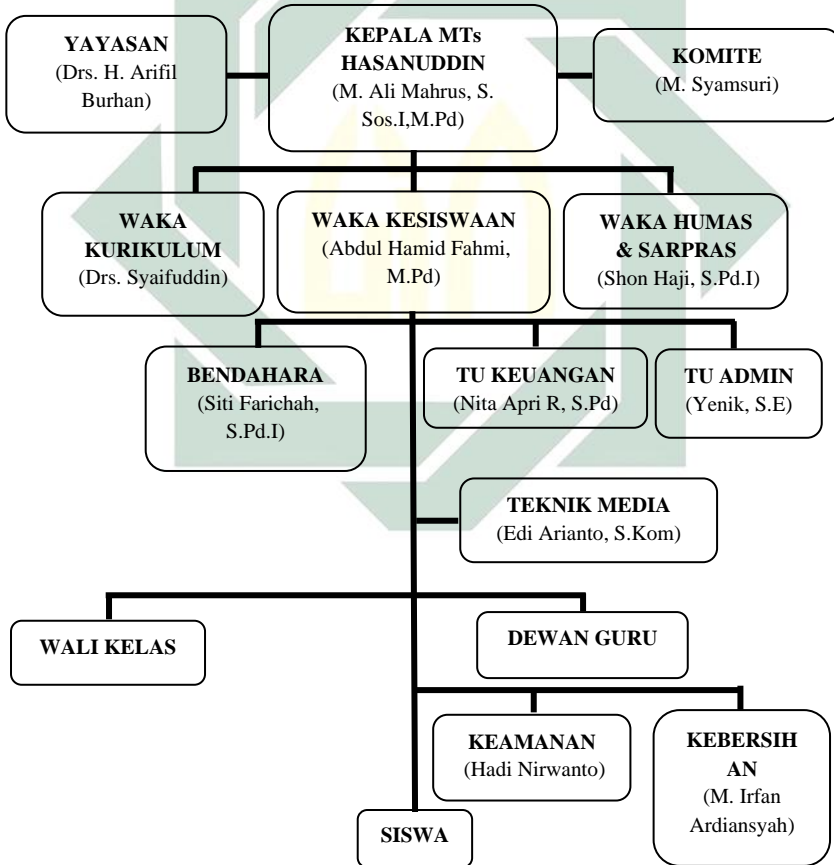 YAYASAN
(Drs. H. Arifil
Burhan)
KEPALA MTs
HASANUDDIN
(M. Ali Mahrus, S.
Sos.I,M.Pd)
KOMITE
(M. Syamsuri)
WAKA
KURIKULUM
(Drs. Syaifuddin)
WAKA KESISWAAN
(Abdul Hamid Fahmi,
M.Pd)
WAKA HUMAS
& SARPRAS
(Shon Haji, S.Pd.I)
BENDAHARA
(Siti Farichah,
S.Pd.I)
TU KEUANGAN
(Nita Apri R, S.Pd)
TU ADMIN
(Yenik, S.E)
TEKNIK MEDIA
(Edi Arianto, S.Kom)
WALI KELAS
DEWAN GURU
KEAMANAN
(Hadi Nirwanto)
KEBERSIH
AN
(M. Irfan
Ardiansyah)
SISWA